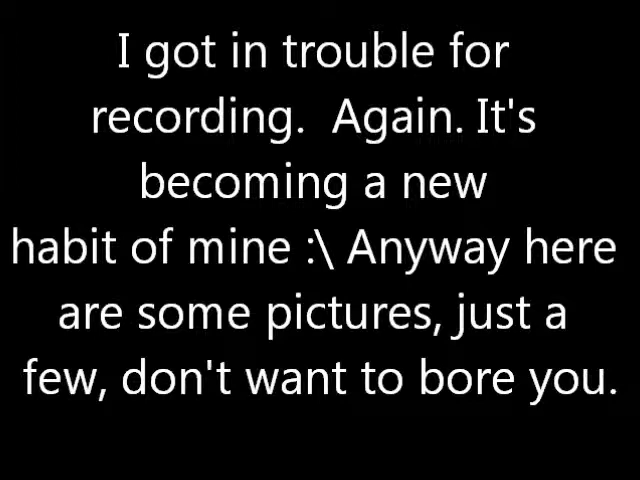 I got in trouble for
recording.  Again. It's
becoming a new
habit of mine :\ Anyway here
are some pictures, just a
few, don't want to bore you.